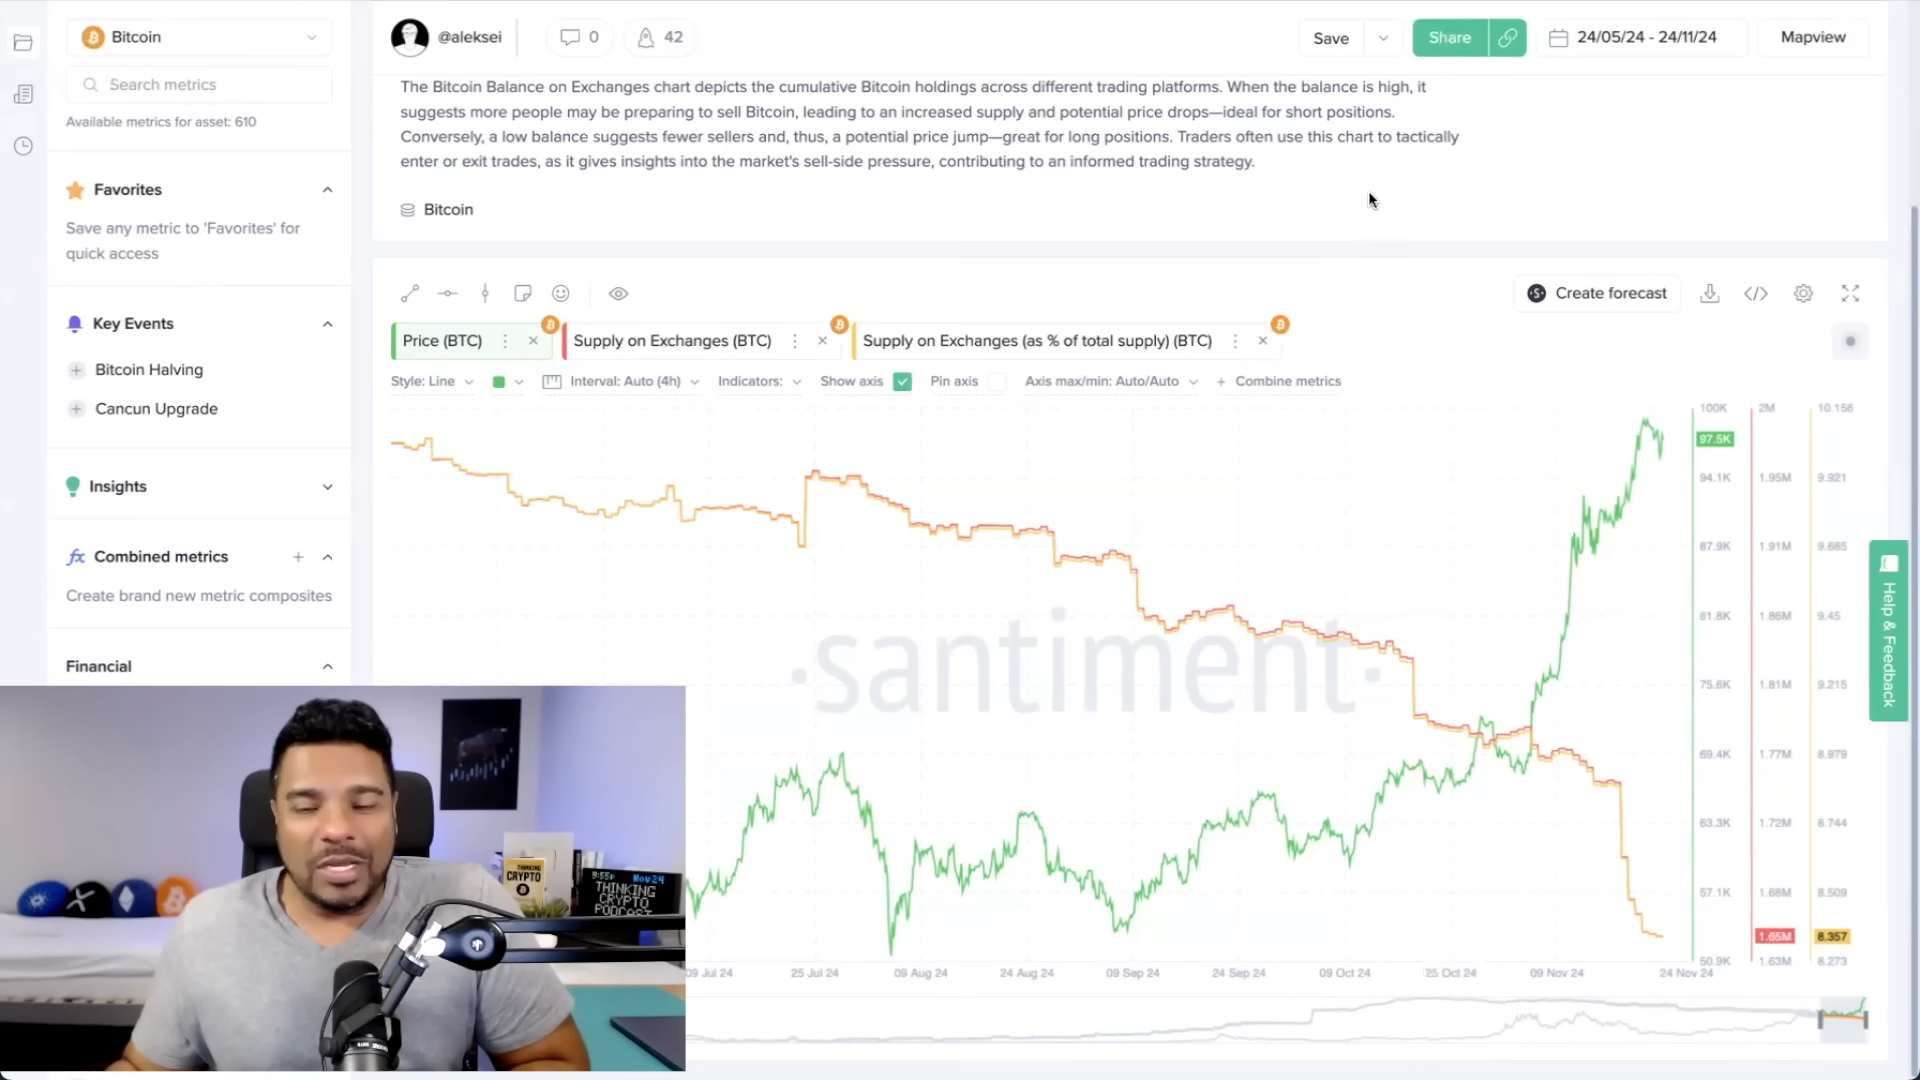 Bitcoin
Search metrics
Available metrics for asset: 610
Favorites
Save any metric to 'Favorites' for
quick access
Key Events
Bitcoin Halving
Cancun Upgrade
Insights
fx Combined metrics
Create brand new metric composites
Financial
@aleksei
0
42
Save
Share
24/05/24 - 24/11/24
Mapview
The Bitcoin Balance on Exchanges chart depicts the cumulative Bitcoin holdings across different trading platforms. When the balance is high, it
suggests more people may be preparing to sell Bitcoin, leading to an increased supply and potential price drops—ideal for short positions.
Conversely, a low balance suggests fewer sellers and, thus, a potential price jump—great for long positions. Traders often use this chart to tactically
enter or exit trades, as it gives insights into the market's sell-side pressure, contributing to an informed trading strategy.
Bitcoin
Create forecast
Price (BTC)
Supply on Exchanges (BTC)
Supply on Exchanges (as % of total supply) (BTC)
Style: Line
Interval: Auto (4h)
Indicators:
Show axis
Pin axis
Axis max/min: Auto/Auto
Combine metrics
100K 2M 10.156
97.5K
94.1K 1.95M 9.921
87.9K 1.91M 9.685
81.8K 1.86M 9.45
75.6K 1.81M 9.215
69.4K 1.77M 8.979
63.3K 1.72M 8.744
57.1K 1.68M 8.509
1.65M 8.357
50.9K 1.63M 8.273
·santiment·
09 Jul 24 25 Jul 24 09 Aug 24 24 Aug 24 09 Sep 24 24 Sep 24 09 Oct 24 25 Oct 24 09 Nov 24 24 Nov 24
Help & Feedback
THINKING
CRYPTO
9:55P Nov24
THINKING
CRYPTO
PODCAST